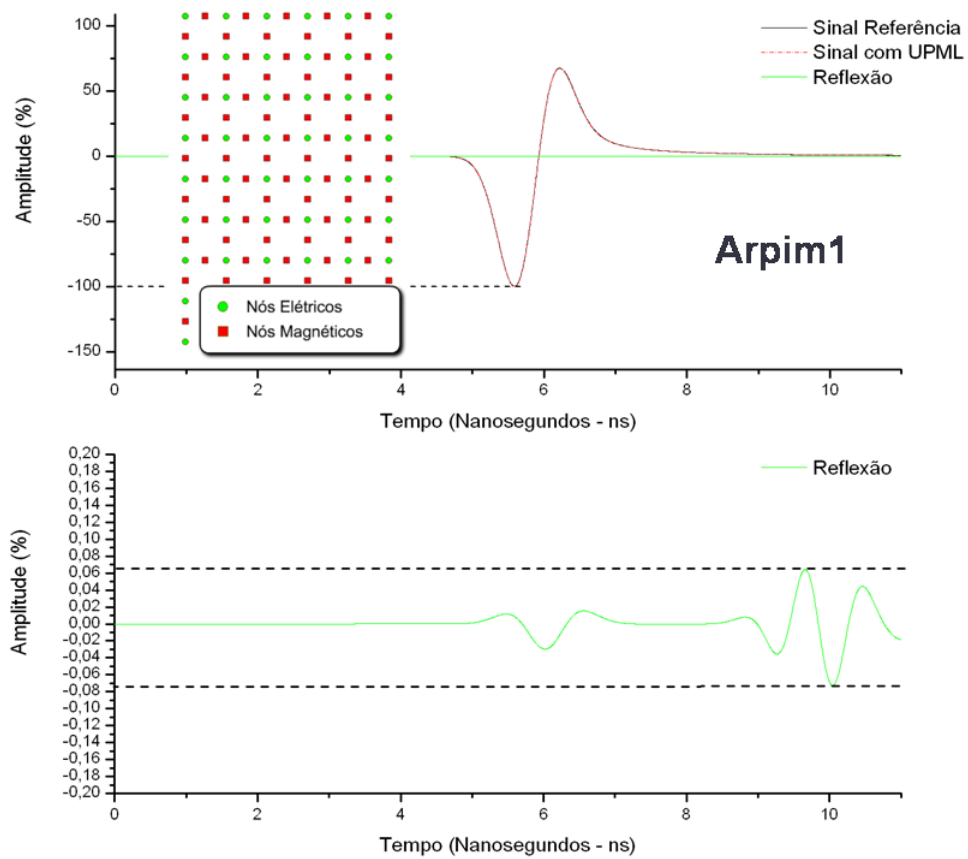 100
50
0
-50
-100
-150
Amplitude (%)
Sinal Referência
Sinal com UPML
Reflexão
Arpim1
Nós Elétricos
Nós Magnéticos
0 2 4 6 8 10
Tempo (Nanosegundos - ns)
0,20
0,18
0,16
0,14
0,12
0,10
0,08
0,06
0,04
0,02
0,00
-0,02
-0,04
-0,06
-0,08
-0,10
-0,12
-0,14
-0,16
-0,18
-0,20
Amplitude (%)
Reflexão
0 2 4 6 8 10
Tempo (Nanosegundos - ns)